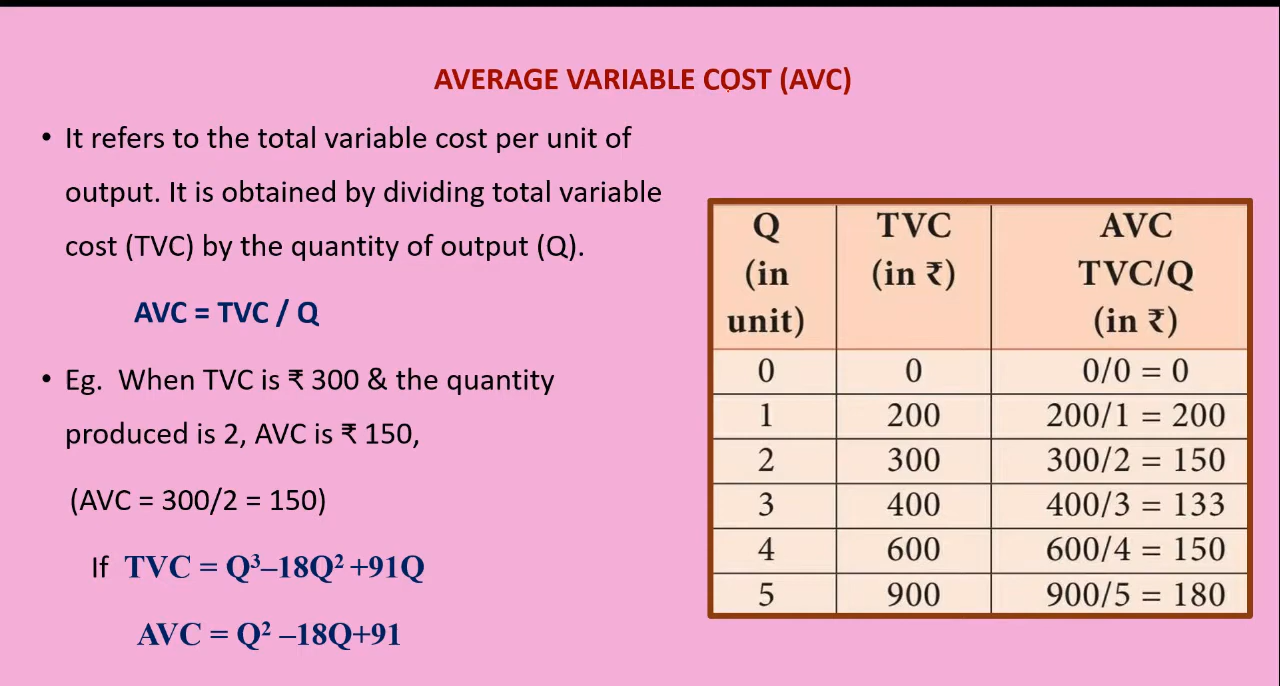 AVERAGE VARIABLE COST (AVC)
• It refers to the total variable cost per unit of
output. It is obtained by dividing total variable
cost (TVC) by the quantity of output (Q).
AVC = TVC / Q
• Eg. When TVC is ₹ 300 & the quantity
produced is 2, AVC is ₹ 150,
(AVC = 300/2 = 150)
If TVC = Q³–18Q² +91Q
AVC = Q² –18Q+91
Q (in unit) TVC (in ₹) AVC TVC/Q (in ₹)
0 0 0/0 = 0
1 200 200/1 = 200
2 300 300/2 = 150
3 400 400/3 = 133
4 600 600/4 = 150
5 900 900/5 = 180